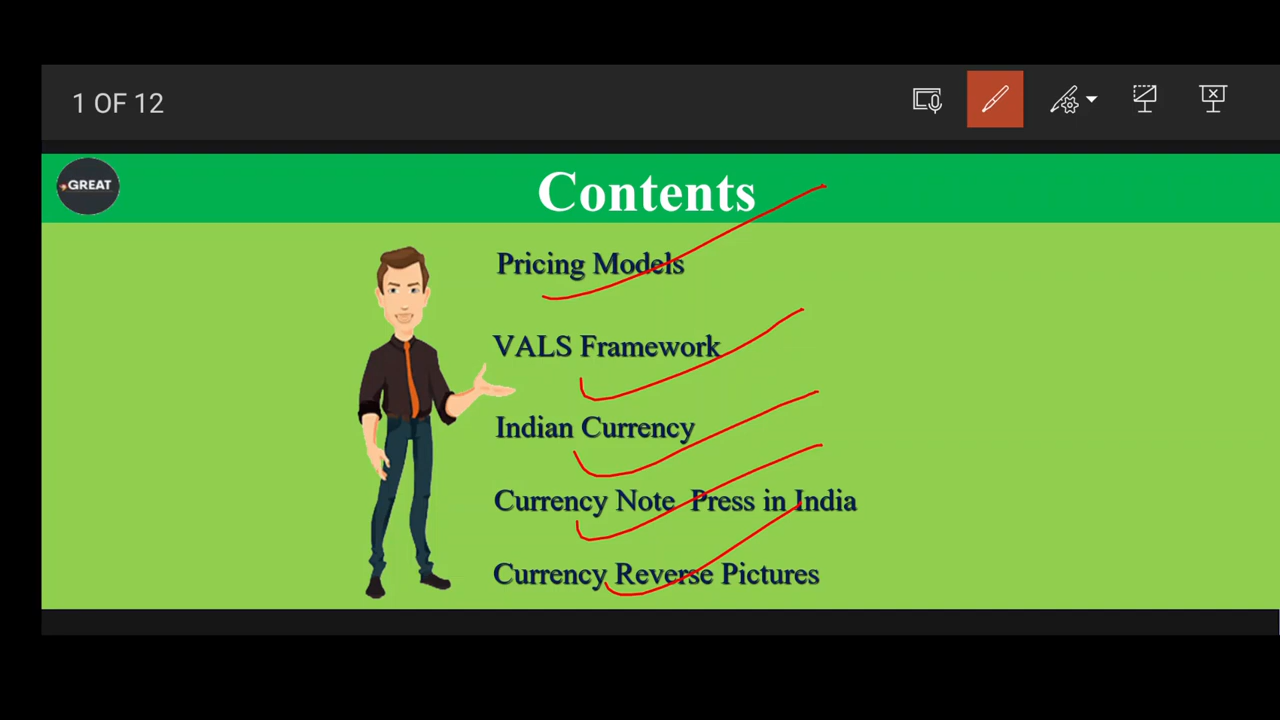 1 OF 12
GREAT
Contents
Pricing Models
VALS Framework
Indian Currency
Currency Note Press in India
Currency Reverse Pictures